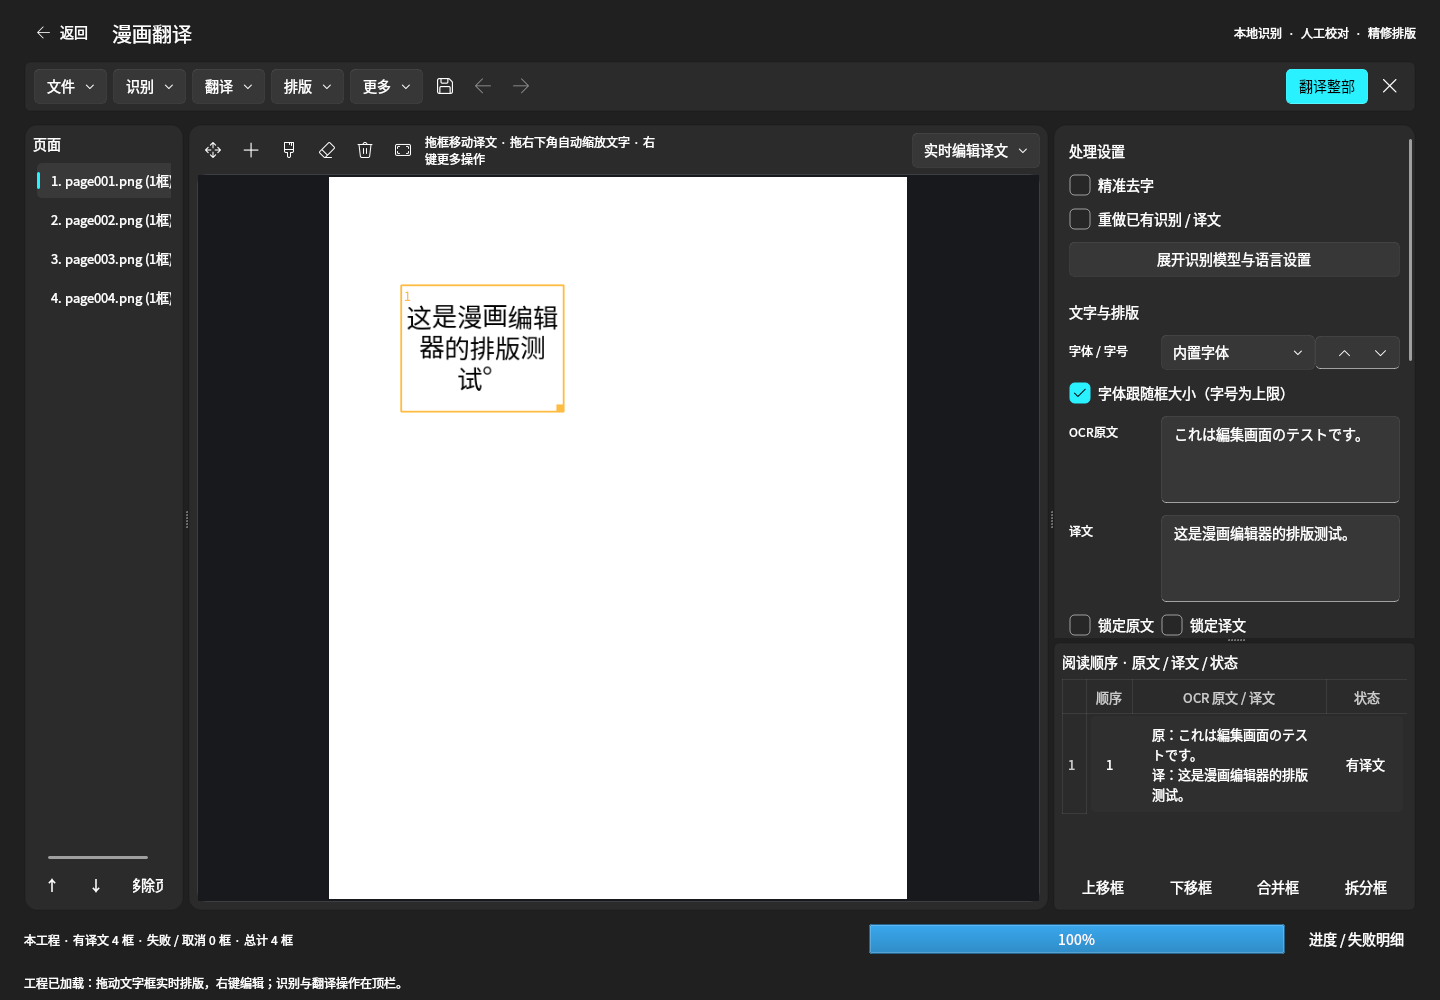 返回
漫画翻译
本地识别 · 人工校对 · 精修排版
文件
识别
翻译
排版
更多
翻译整部
页面
1. page001.png (1框)
2. page002.png (1框)
3. page003.png (1框)
4. page004.png (1框)
↑
↓
移除页
拖框移动译文 · 拖右下角自动缩放文字 · 右
键更多操作
实时编辑译文
1
这是漫画编辑
器的排版测
试。
处理设置
精准去字
重做已有识别 / 译文
展开识别模型与语言设置
文字与排版
字体 / 字号
内置字体
字体跟随框大小（字号为上限）
OCR原文
これは編集画面のテストです。
译文
这是漫画编辑器的排版测试。
锁定原文
锁定译文
阅读顺序 · 原文 / 译文 / 状态
顺序
OCR 原文 / 译文
状态
1
1
原：これは編集画面のテス
トです。
译：这是漫画编辑器的排版
测试。
有译文
上移框
下移框
合并框
拆分框
本工程 · 有译文 4 框 · 失败 / 取消 0 框 · 总计 4 框
100%
进度 / 失败明细
工程已加载：拖动文字框实时排版，右键编辑；识别与翻译操作在顶栏。